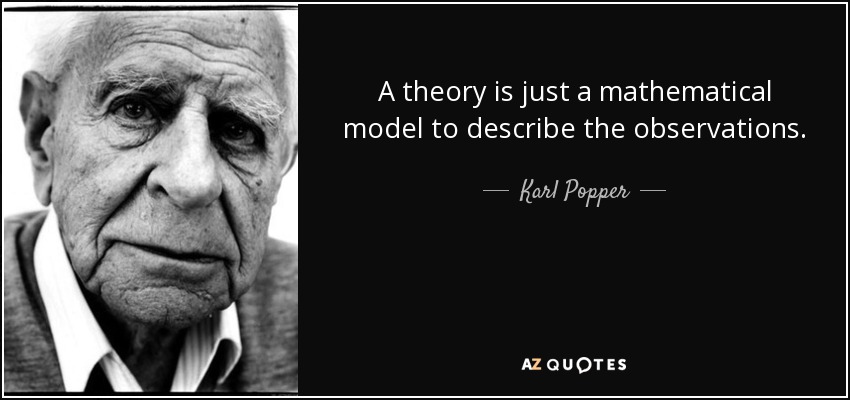 A theory is just a mathematical
model to describe the observations.
Karl Popper
AZ QUOTES